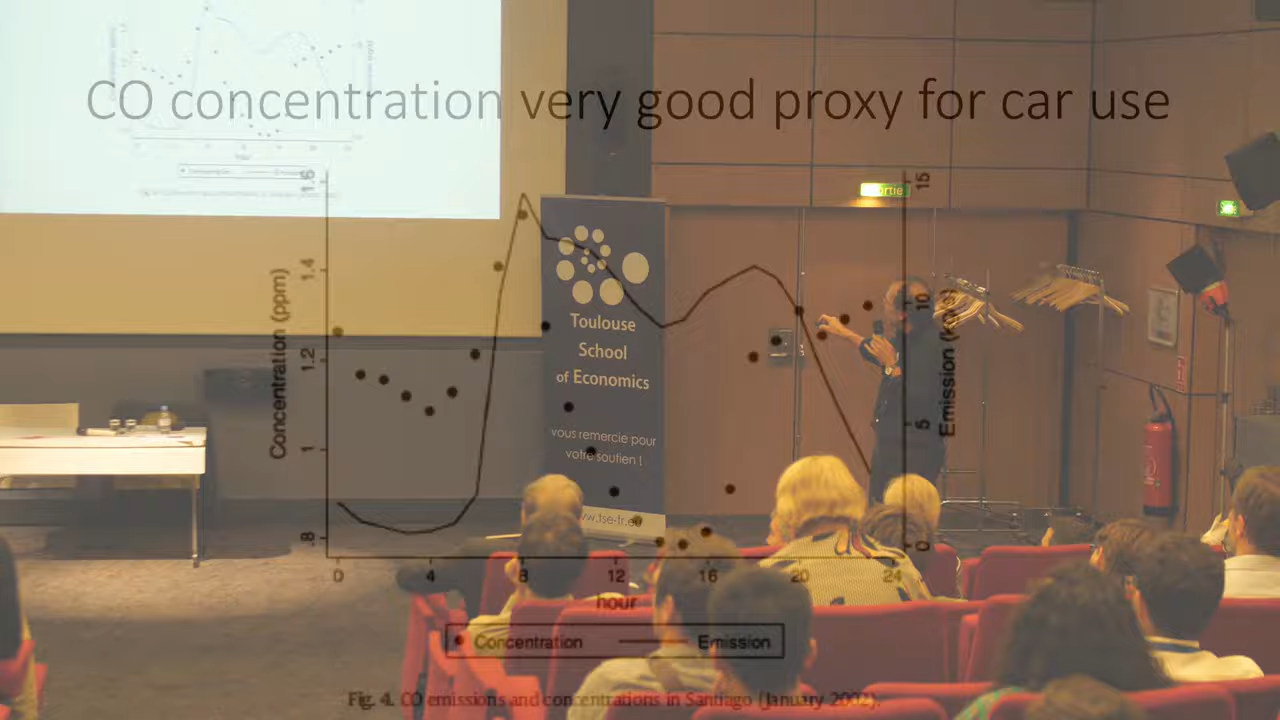 CO concentration very good proxy for car use
Concentration (ppm)
1.6
1.4
1.2
1
.8
15
10
5
0
0
4
8
12
16
20
24
hour
Concentration
Emission
Fig. 4. CO emissions and concentrations in Santiago (January 2002).
Toulouse
School
of Economics
vous remercie pour
votre soutien !
Emission